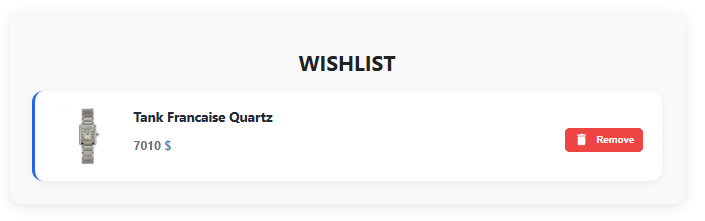 WISHLIST
Tank Francaise Quartz
7010 $
Remove